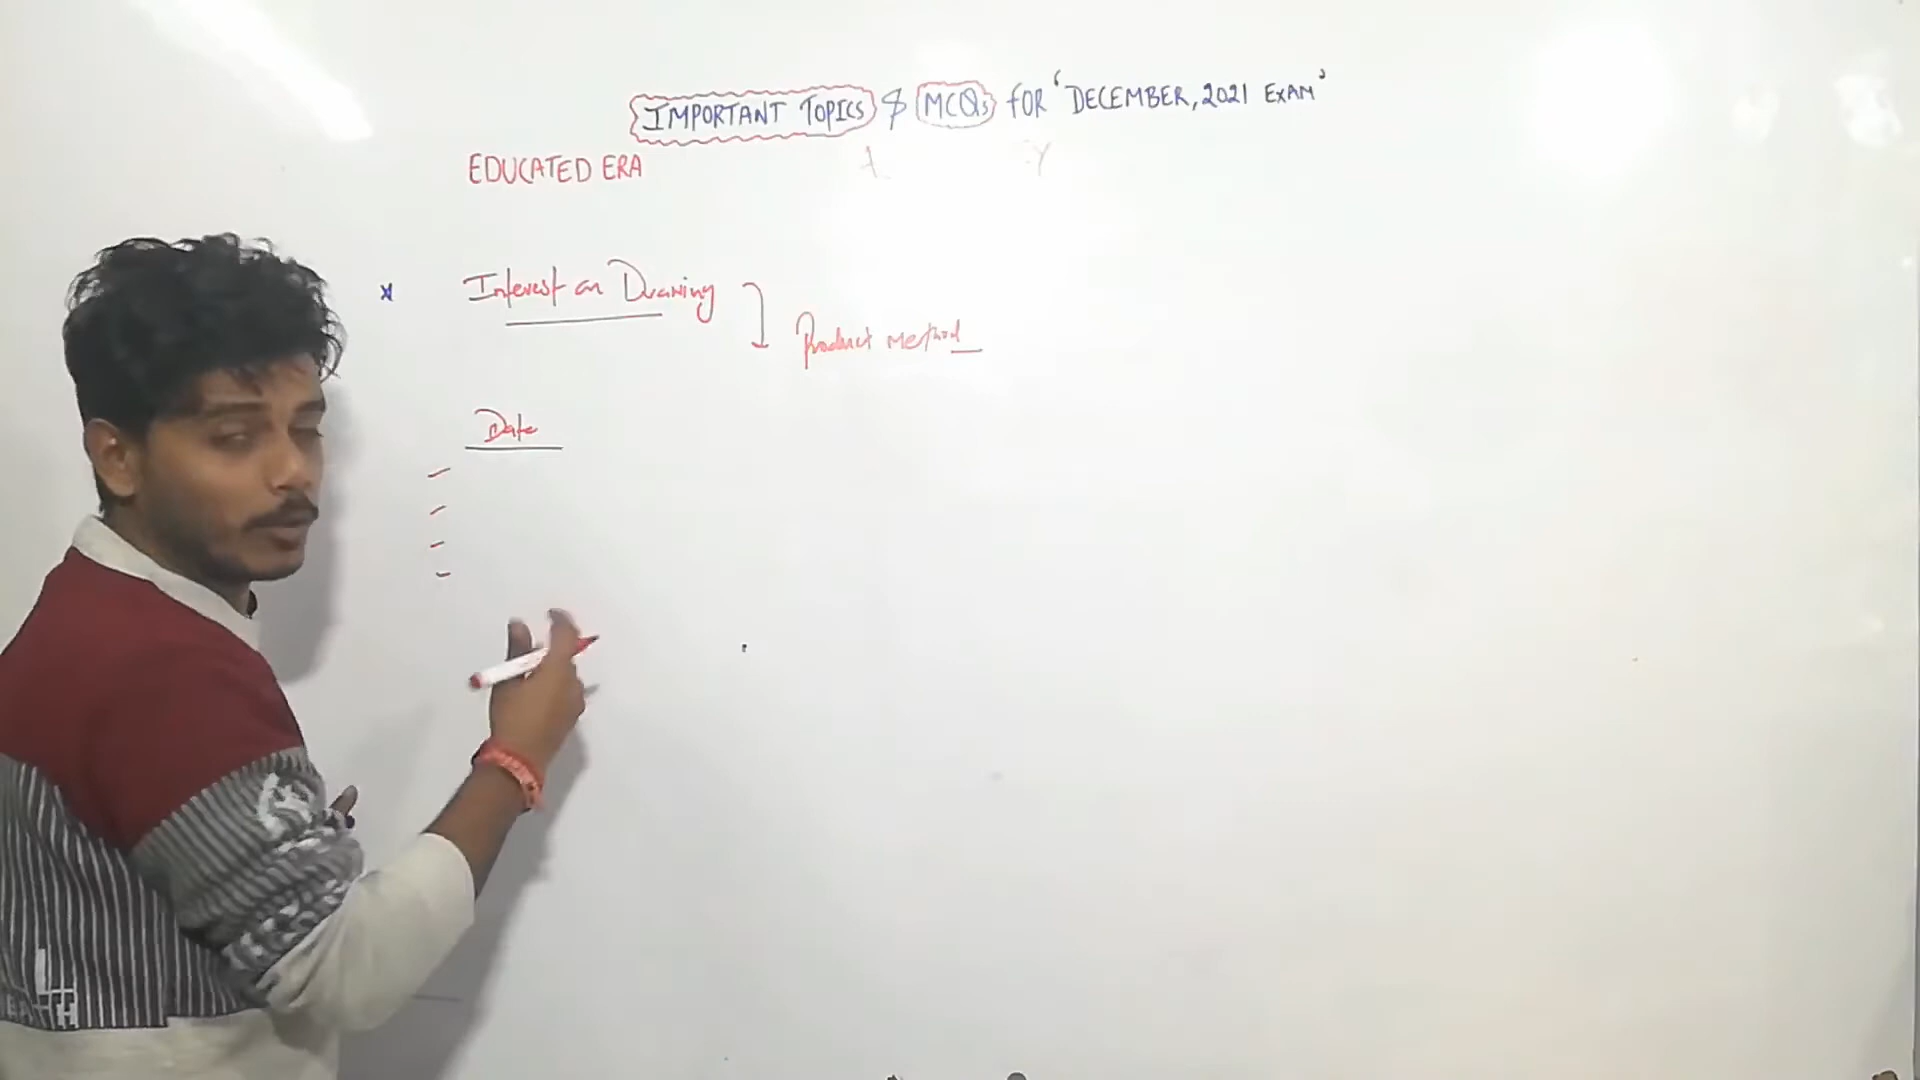 IMPORTANT TOPICS & MCQs FOR 'DECEMBER, 2021 EXAM'
EDUCATED ERA
Interest on Drawing
Product Method
Date